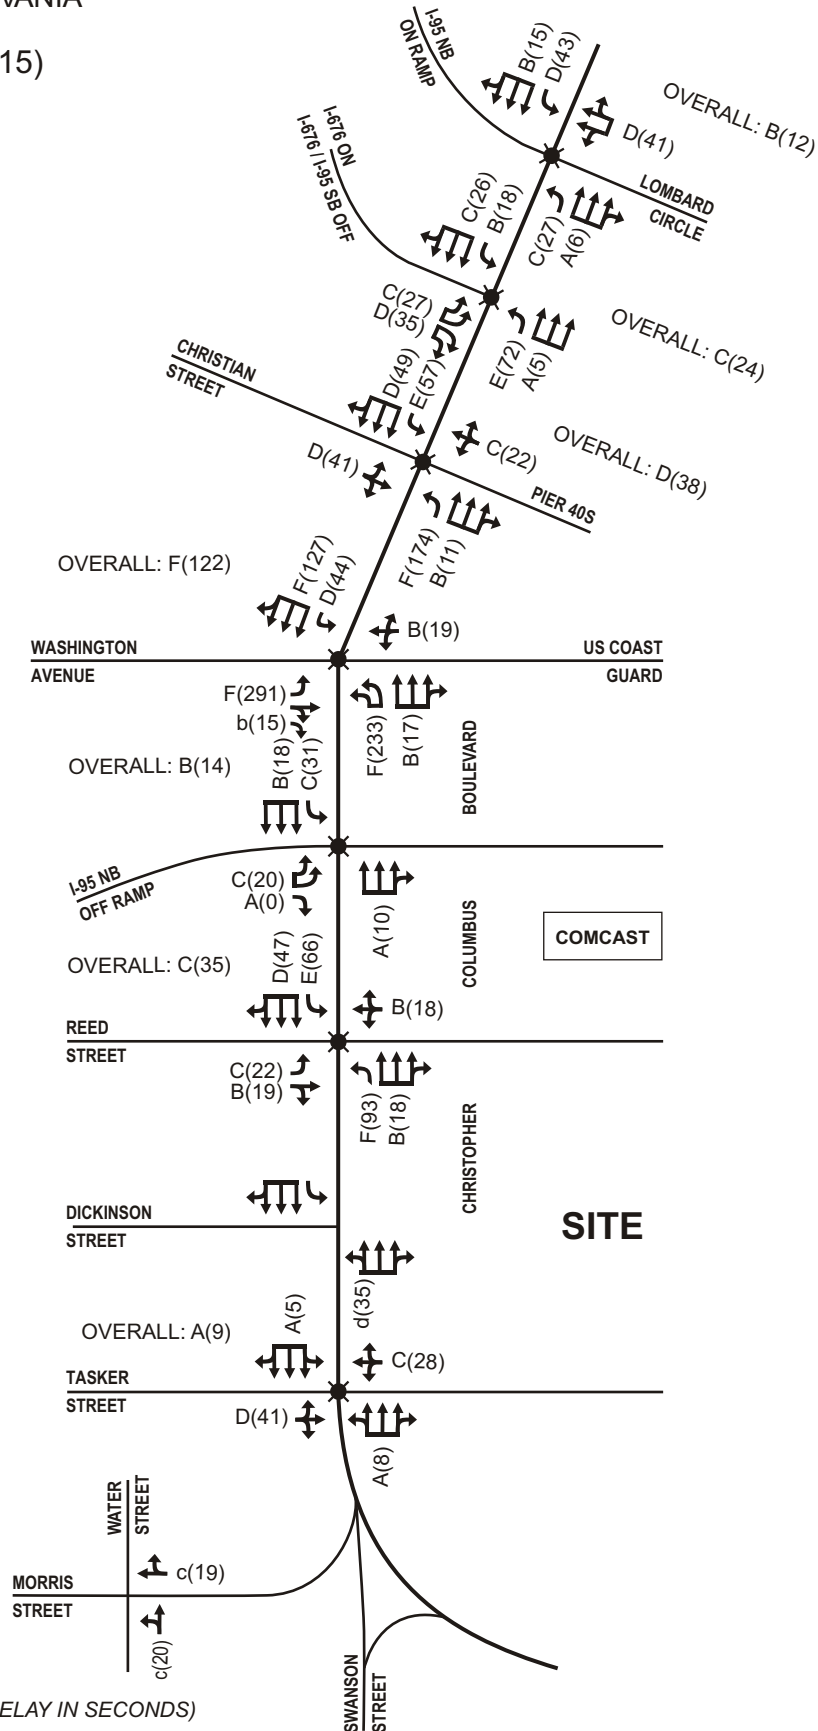 VANIA
15)
I-95 NB
ON RAMP
B(15)
D(43)
OVERALL: B(12)
D(41)
I-676 ON
I-676 / I-95 SB OFF
LOMBARD
CIRCLE
C(26)
B(18)
C(27)
A(6)
C(27)
D(35)
E(72)
A(5)
OVERALL: C(24)
CHRISTIAN
STREET
D(49)
E(57)
D(41)
C(22)
OVERALL: D(38)
PIER 40S
F(174)
B(11)
OVERALL: F(122)
F(127)
D(44)
B(19)
WASHINGTON
AVENUE
US COAST
GUARD
F(291)
b(15)
F(233)
B(17)
BOULEVARD
OVERALL: B(14)
B(18)
C(31)
I-95 NB
OFF RAMP
C(20)
A(0)
A(10)
COLUMBUS
COMCAST
OVERALL: C(35)
D(47)
E(66)
B(18)
REED
STREET
C(22)
B(19)
F(93)
B(18)
CHRISTOPHER
DICKINSON
STREET
SITE
d(35)
OVERALL: A(9)
A(5)
C(28)
TASKER
STREET
D(41)
A(8)
WATER
STREET
c(19)
MORRIS
STREET
c(20)
SWANSON
STREET
ELAY IN SECONDS)